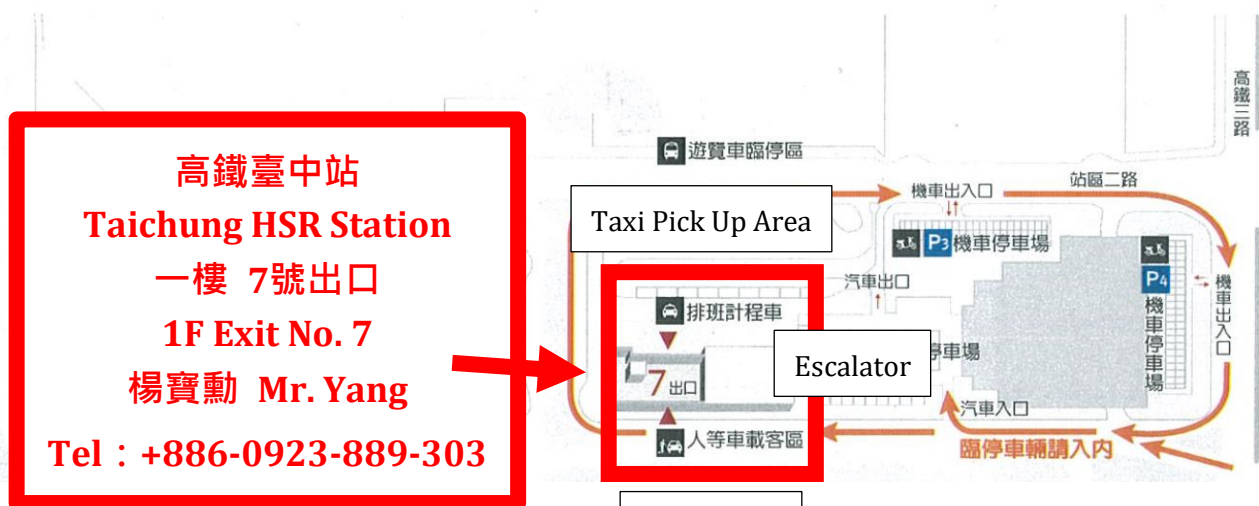 高鐵臺中站
Taichung HSR Station
一樓 7號出口
1F Exit No. 7
楊寶勳 Mr. Yang
Tel：+886-0923-889-303
遊覽車臨停區
Taxi Pick Up Area
排班計程車
7 出口
人等車載客區
Escalator
停車場
汽車出口
機車出入口
P3 機車停車場
站區二路
高鐵三路
P4
機車停車場
機車出入口
汽車入口
臨停車輛請入內